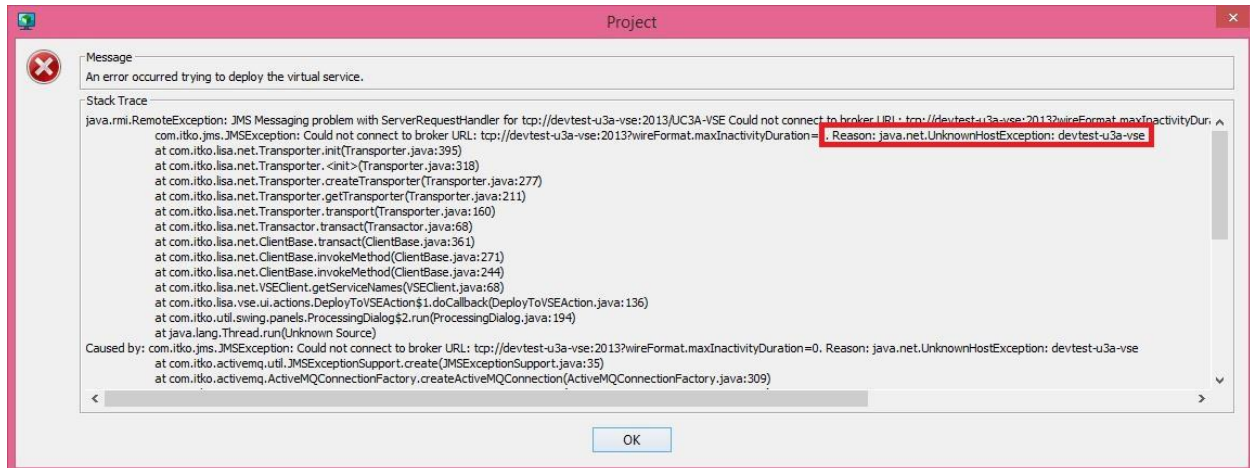 Project
Message
An error occurred trying to deploy the virtual service.
Stack Trace
java.rmi.RemoteException: JMS Messaging problem with ServerRequestHandler for tcp://devtest-u3a-vse:2013/UC3A-VSE Could not connect to broker URL: tcp://devtest-u3a-vse:2013?wireFormat.maxInactivityDur
com.itko.jms.JMSException: Could not connect to broker URL: tcp://devtest-u3a-vse:2013?wireFormat.maxInactivityDuration=0. Reason: java.net.UnknownHostException: devtest-u3a-vse
at com.itko.lisa.net.Transporter.init(Transporter.java:395)
at com.itko.lisa.net.Transporter.<init>(Transporter.java:318)
at com.itko.lisa.net.Transporter.createTransporter(Transporter.java:277)
at com.itko.lisa.net.Transporter.getTransporter(Transporter.java:211)
at com.itko.lisa.net.Transporter.transport(Transporter.java:160)
at com.itko.lisa.net.Transactor.transact(Transactor.java:68)
at com.itko.lisa.net.ClientBase.transact(ClientBase.java:361)
at com.itko.lisa.net.ClientBase.invokeMethod(ClientBase.java:271)
at com.itko.lisa.net.ClientBase.invokeMethod(ClientBase.java:244)
at com.itko.lisa.net.VSEClient.getServiceNames(VSEClient.java:68)
at com.itko.lisa.vse.ui.actions.DeployToVSEAction$1.doCallback(DeployToVSEAction.java:136)
at com.itko.util.swing.panels.ProcessingDialog$2.run(ProcessingDialog.java:194)
at java.lang.Thread.run(Unknown Source)
Caused by: com.itko.jms.JMSException: Could not connect to broker URL: tcp://devtest-u3a-vse:2013?wireFormat.maxInactivityDuration=0. Reason: java.net.UnknownHostException: devtest-u3a-vse
at com.itko.activemq.util.JMSExceptionSupport.create(JMSExceptionSupport.java:35)
at com.itko.activemq.ActiveMQConnectionFactory.createActiveMQConnection(ActiveMQConnectionFactory.java:309)
OK